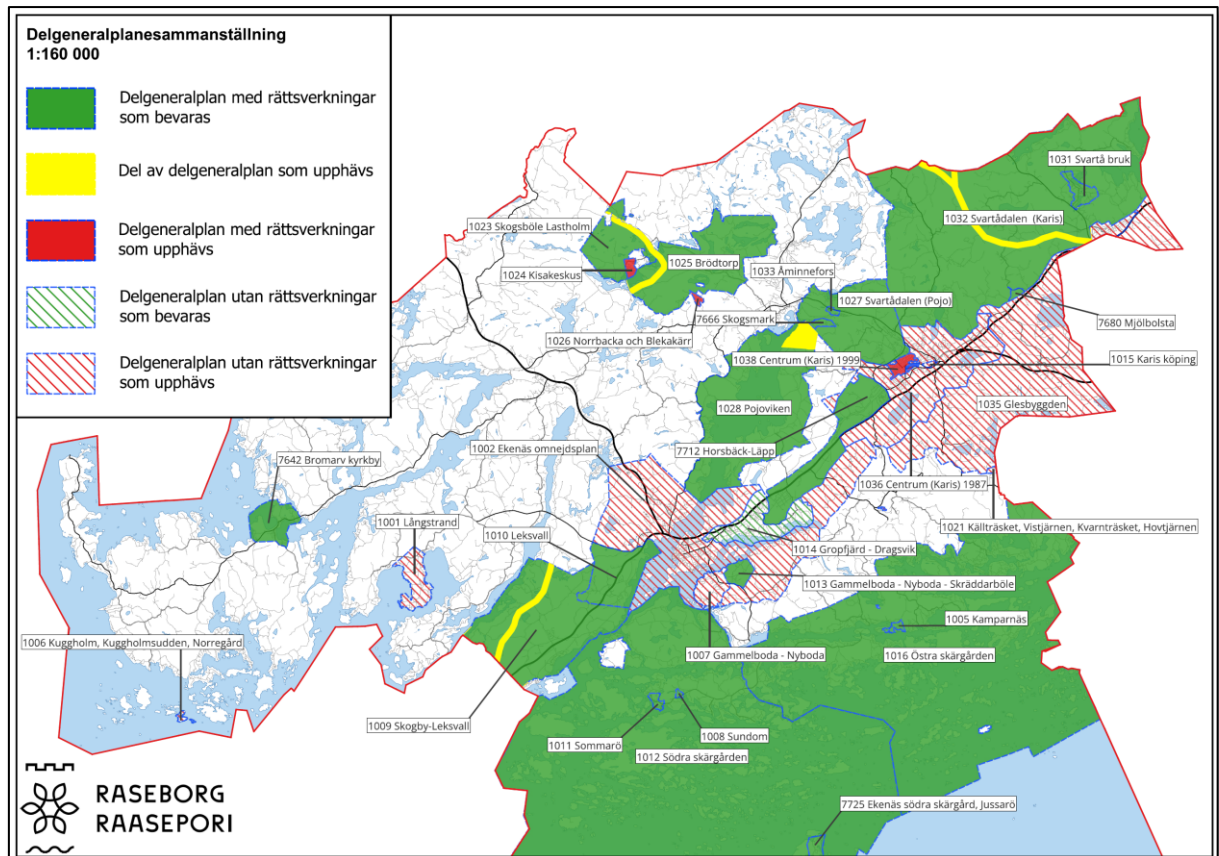 Delgeneralplanesammanställning
1:160 000
Delgeneralplan med rättsverkningar
som bevaras
Del av delgeneralplan som upphävs
Delgeneralplan med rättsverkningar
som upphävs
Delgeneralplan utan rättsverkningar
som bevaras
Delgeneralplan utan rättsverkningar
som upphävs
1031 Svartå bruk
1032 Svartådalen (Karis)
1023 Skogsböle Lastholm
1025 Brödtorp
1024 Kisakeskus
1033 Åminnefors
1027 Svartådalen (Pojo)
7666 Skogsmark
7680 Mjölbolsta
1026 Norrbacka och Blekakärr
1038 Centrum (Karis) 1999
1015 Karis köping
1035 Glesbyggden
1028 Pojoviken
1002 Ekenäs omnejdsplan
7712 Horsbäck-Läpp
7642 Bromarv kyrkby
1036 Centrum (Karis) 1987
1001 Långstrand
1021 Källträsket, Vistjärnen, Kvarnträsket, Hovtjärnen
1010 Leksvall
1014 Gropfjärd - Dragsvik
1013 Gammelboda - Nyboda - Skräddarböle
1005 Kamparnäs
1006 Kuggholm, Kuggholmsudden, Norregård
1007 Gammelboda - Nyboda
1016 Östra skärgården
1009 Skogby-Leksvall
1008 Sundom
1011 Sommarö
1012 Södra skärgården
7725 Ekenäs södra skärgård, Jussarö
RASEBORG
RAASEPORI